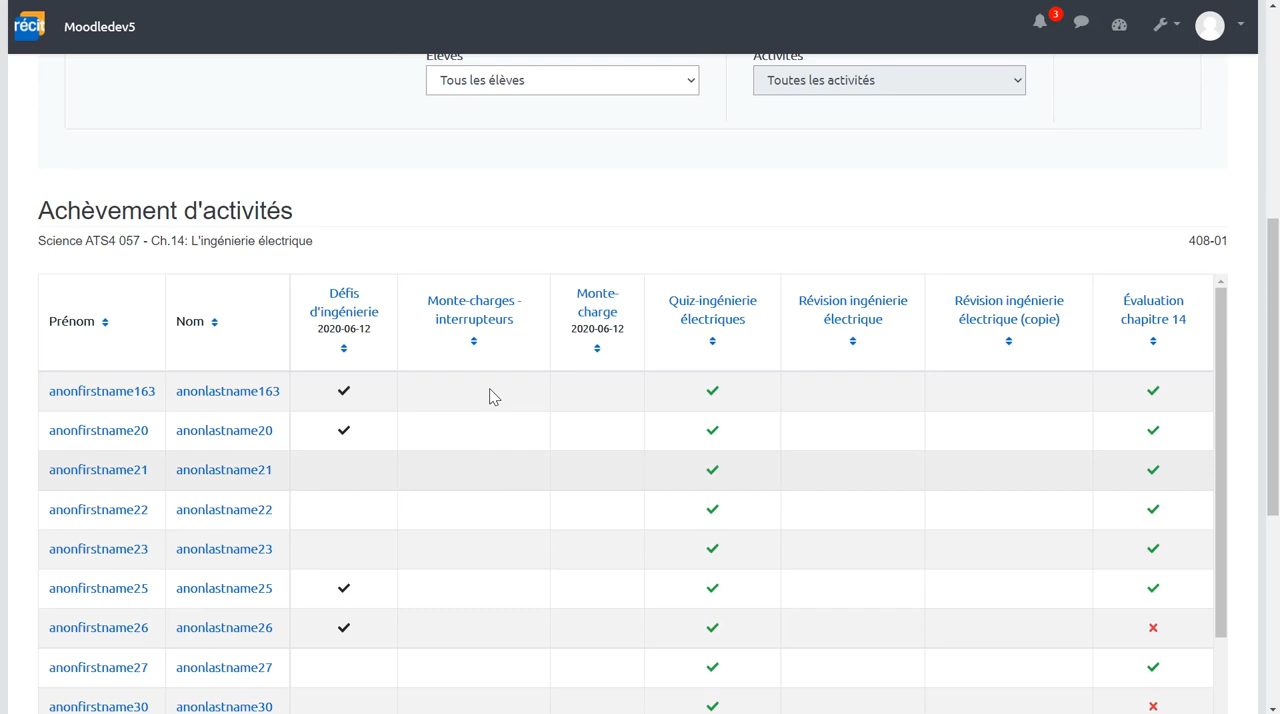 récit Moodledev5 3
Élèves Activités
Tous les élèves Toutes les activités
Achèvement d'activités
Science ATS4 057 - Ch.14: L'ingénierie électrique 408-01
Prénom Nom Défis d'ingénierie 2020-06-12 Monte-charges - interrupteurs Monte-charge 2020-06-12 Quiz-ingénierie électriques Révision ingénierie électrique Révision ingénierie électrique (copie) Évaluation chapitre 14
anonfirstname163 anonlastname163
anonfirstname20 anonlastname20
anonfirstname21 anonlastname21
anonfirstname22 anonlastname22
anonfirstname23 anonlastname23
anonfirstname25 anonlastname25
anonfirstname26 anonlastname26
anonfirstname27 anonlastname27
anonfirstname30 anonlastname30